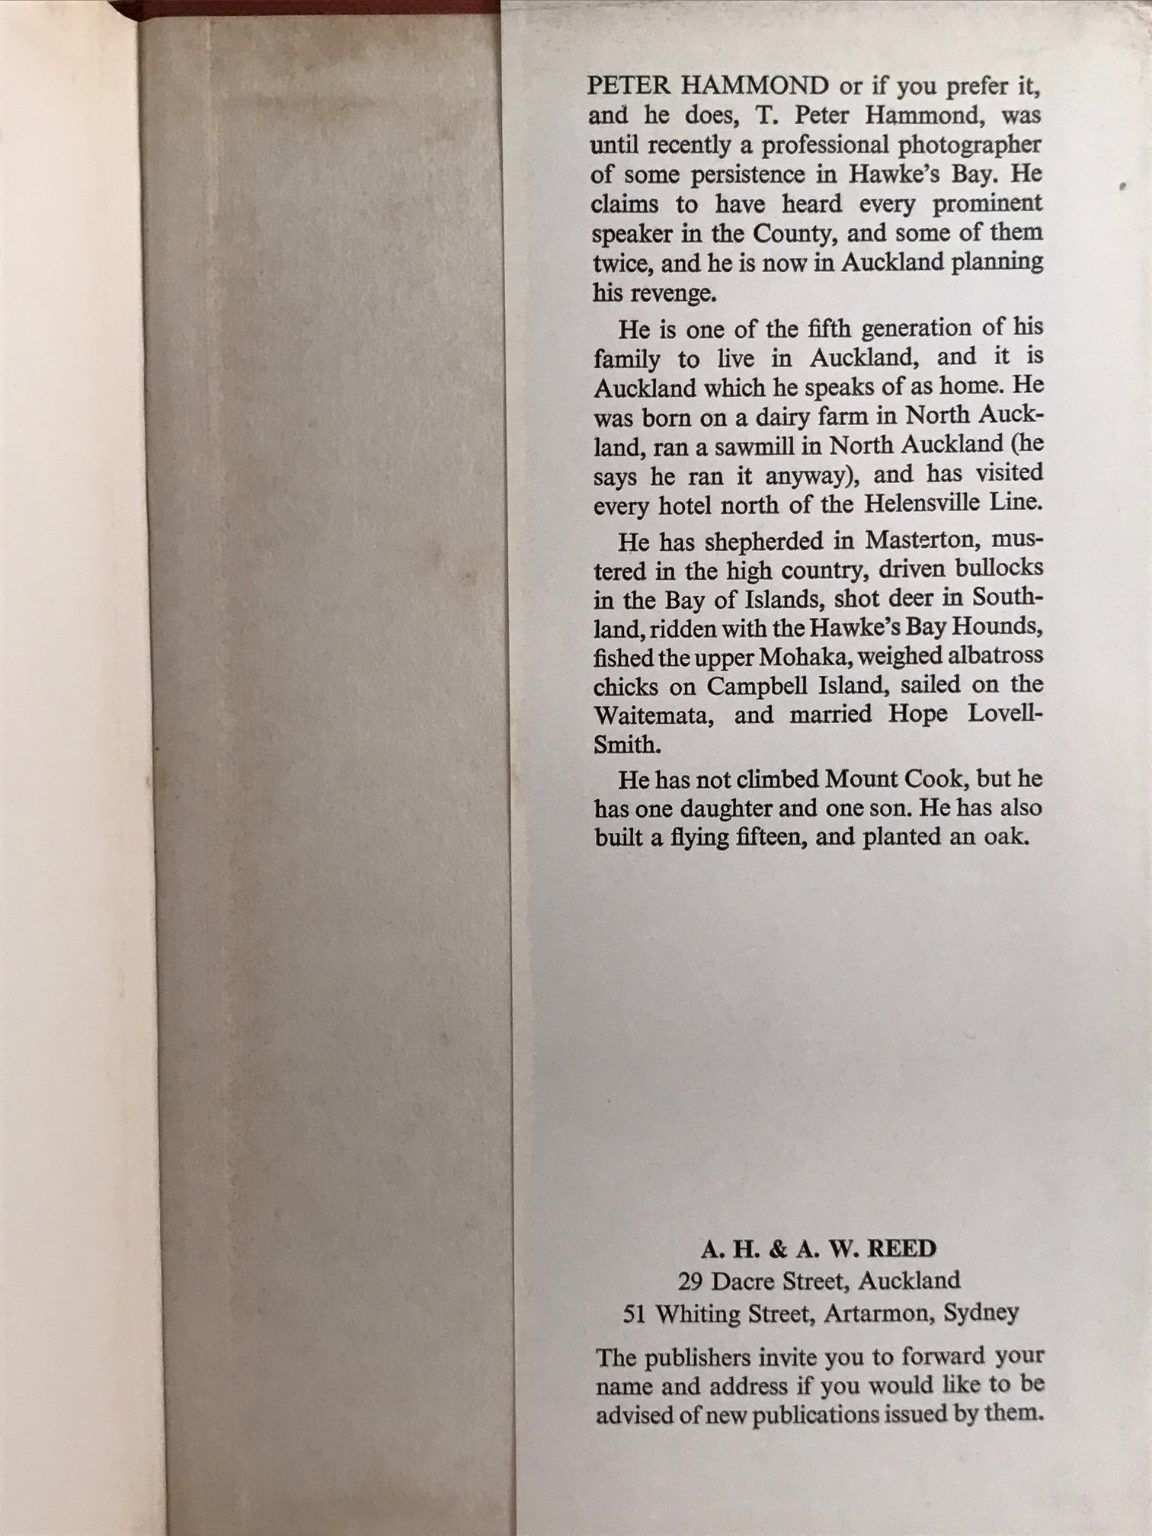 PETER HAMMOND or if you prefer it,
and he does, T. Peter Hammond, was
until recently a professional photographer
of some persistence in Hawke's Bay. He
claims to have heard every prominent
speaker in the County, and some of them
twice, and he is now in Auckland planning
his revenge.
He is one of the fifth generation of his
family to live in Auckland, and it is
Auckland which he speaks of as home. He
was born on a dairy farm in North Auck-
land, ran a sawmill in North Auckland (he
says he ran it anyway), and has visited
every hotel north of the Helensville Line.
He has shepherded in Masterton, mus-
tered in the high country, driven bullocks
in the Bay of Islands, shot deer in South-
land, ridden with the Hawke's Bay Hounds,
fished the upper Mohaka, weighed albatross
chicks on Campbell Island, sailed on the
Waitemata, and married Hope Lovell-
Smith.
He has not climbed Mount Cook, but he
has one daughter and one son. He has also
built a flying fifteen, and planted an oak.
A. H. & A. W. REED
29 Dacre Street, Auckland
51 Whiting Street, Artarmon, Sydney
The publishers invite you to forward your
name and address if you would like to be
advised of new publications issued by them.